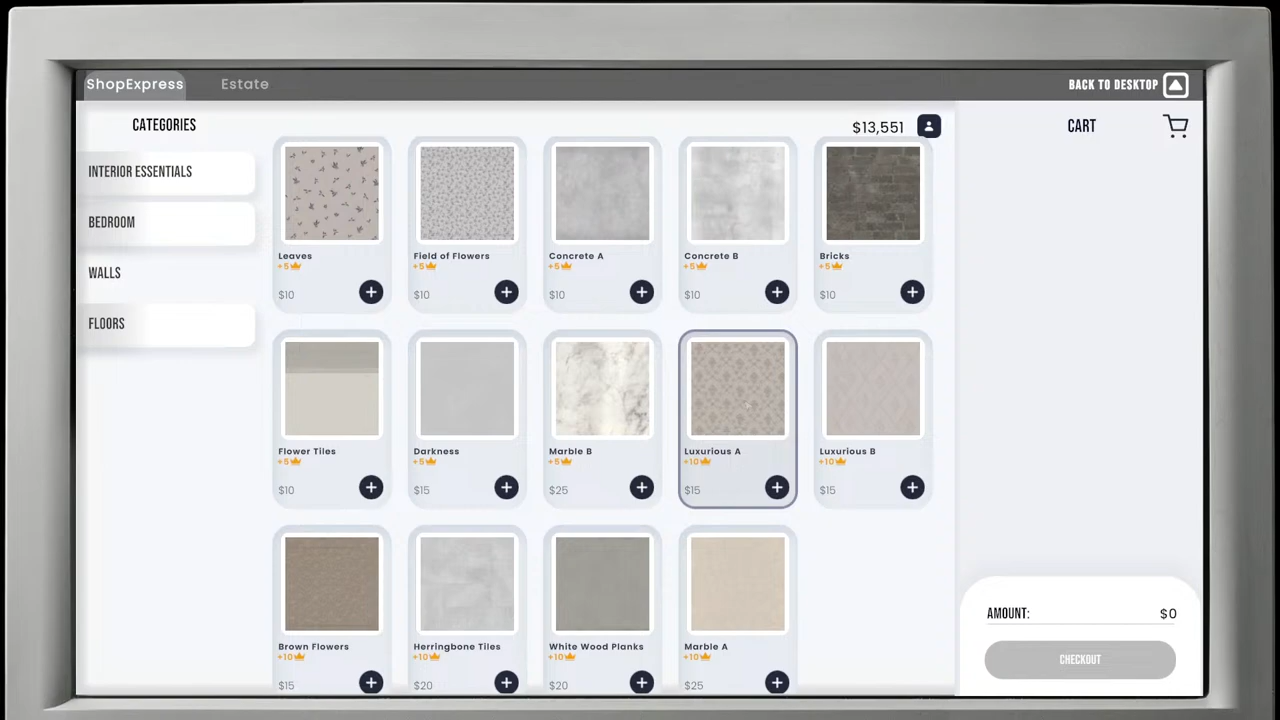 ShopExpress
Estate
BACK TO DESKTOP
CATEGORIES
$13,551
CART
INTERIOR ESSENTIALS
BEDROOM
WALLS
FLOORS
Leaves
+5
$10
Field of Flowers
+5
$10
Concrete A
+5
$10
Concrete B
+5
$10
Bricks
+5
$10
Flower Tiles
+5
$10
Darkness
+5
$15
Marble B
+5
$25
Luxurious A
+10
$15
Luxurious B
+10
$15
Brown Flowers
+10
$15
Herringbone Tiles
+10
$20
White Wood Planks
+10
$20
Marble A
+10
$25
AMOUNT: $0
CHECKOUT